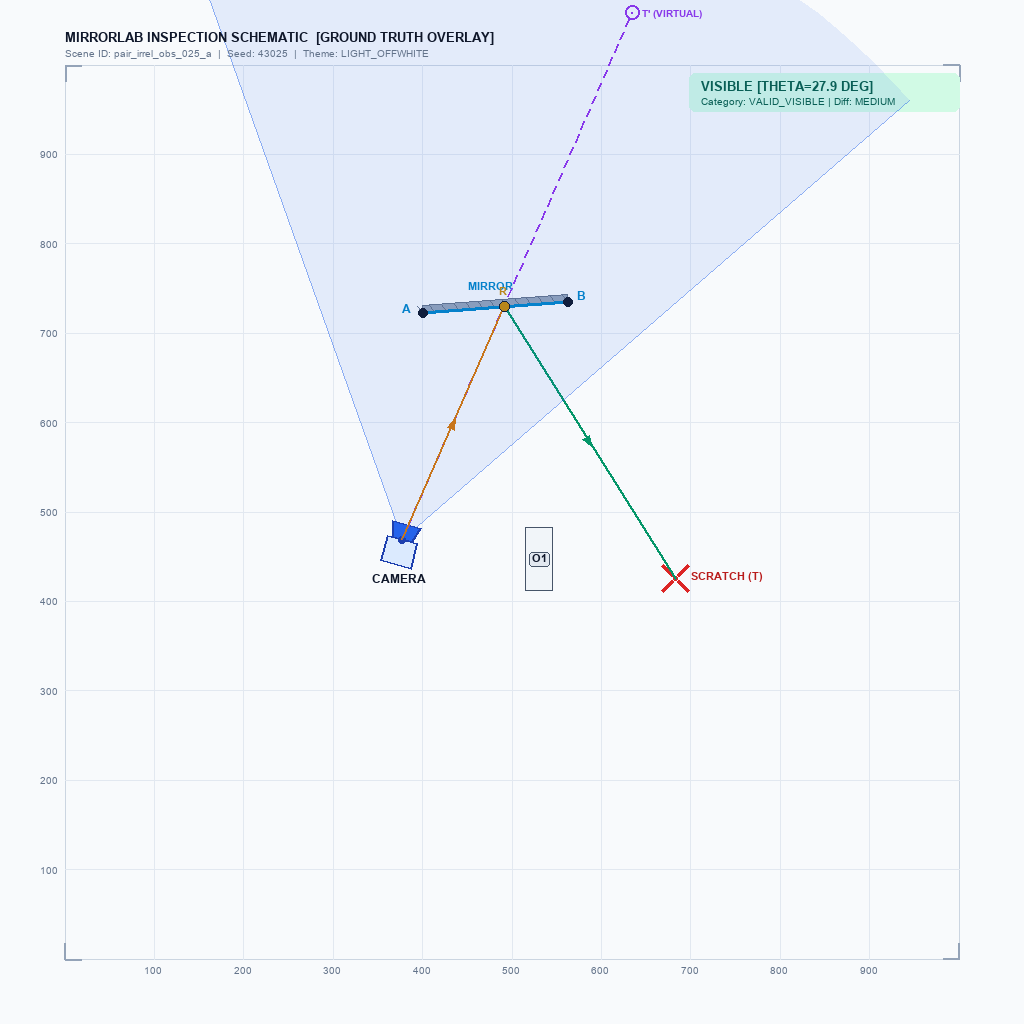 T' (VIRTUAL)
MIRRORLAB INSPECTION SCHEMATIC [GROUND TRUTH OVERLAY]
Scene ID: pair_irrel_obs_025_a | Seed: 43025 | Theme: LIGHT_OFFWHITE
VISIBLE [THETA=27.9 DEG]
Category: VALID_VISIBLE | Diff: MEDIUM
900
800
MIRROR
R
A
B
700
600
500
O1
CAMERA
SCRATCH (T)
400
300
200
100
100 200 300 400 500 600 700 800 900